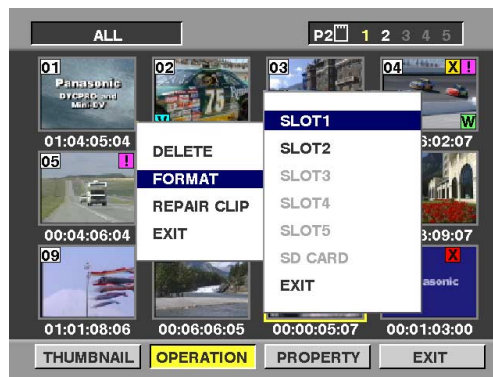 ALL
P2 1 2 3 4 5
01
Panasonic
DVCPRO and
Mini-DV
02
75
V
03
04 X !
W
01:04:05:04
5:02:07
05 !
00:04:06:04
DELETE
FORMAT
REPAIR CLIP
EXIT
SLOT1
SLOT2
SLOT3
SLOT4
SLOT5
SD CARD
EXIT
:09:07
09
X
asonic
01:01:08:06
00:06:06:05
00:00:05:07
00:01:03:00
THUMBNAIL
OPERATION
PROPERTY
EXIT